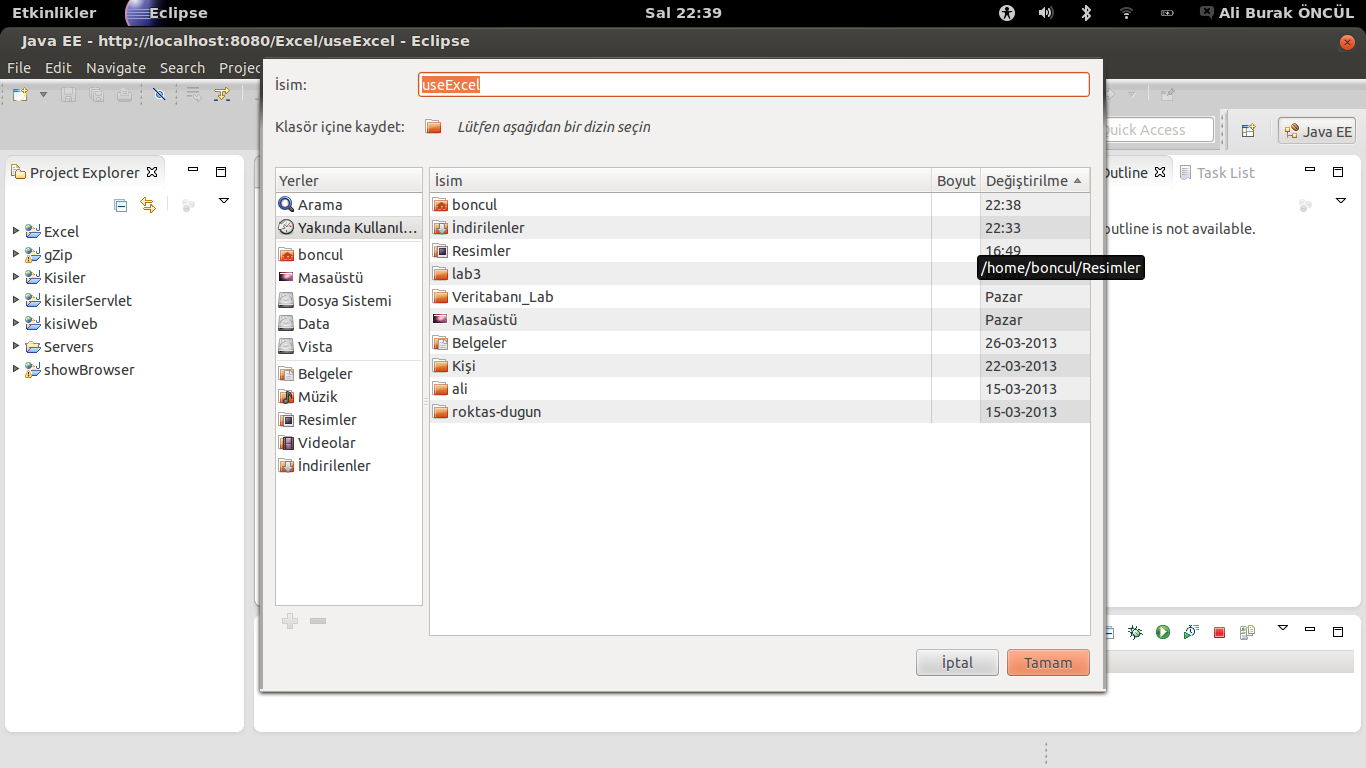 Etkinlikler Eclipse Sal 22:39 Ali Burak ÖNCÜL
Java EE - http://localhost:8080/Excel/useExcel - Eclipse
File Edit Navigate Search Projec
İsim: useExcel
Klasör içine kaydet: Lütfen aşağıdan bir dizin seçin
Quick Access Java EE
Project Explorer
Outline Task List
outline is not available.
Excel
gZip
Kisiler
kisilerServlet
kisiWeb
Servers
showBrowser
Yerler
Arama
Yakında Kullanıl...
boncul
Masaüstü
Dosya Sistemi
Data
Vista
Belgeler
Müzik
Resimler
Videolar
İndirilenler
İsim Boyut Değiştirilme
boncul 22:38
İndirilenler 22:33
Resimler 16:49
/home/boncul/Resimler
lab3
Veritabanı_Lab Pazar
Masaüstü Pazar
Belgeler 26-03-2013
Kişi 22-03-2013
ali 15-03-2013
roktas-dugun 15-03-2013
İptal Tamam